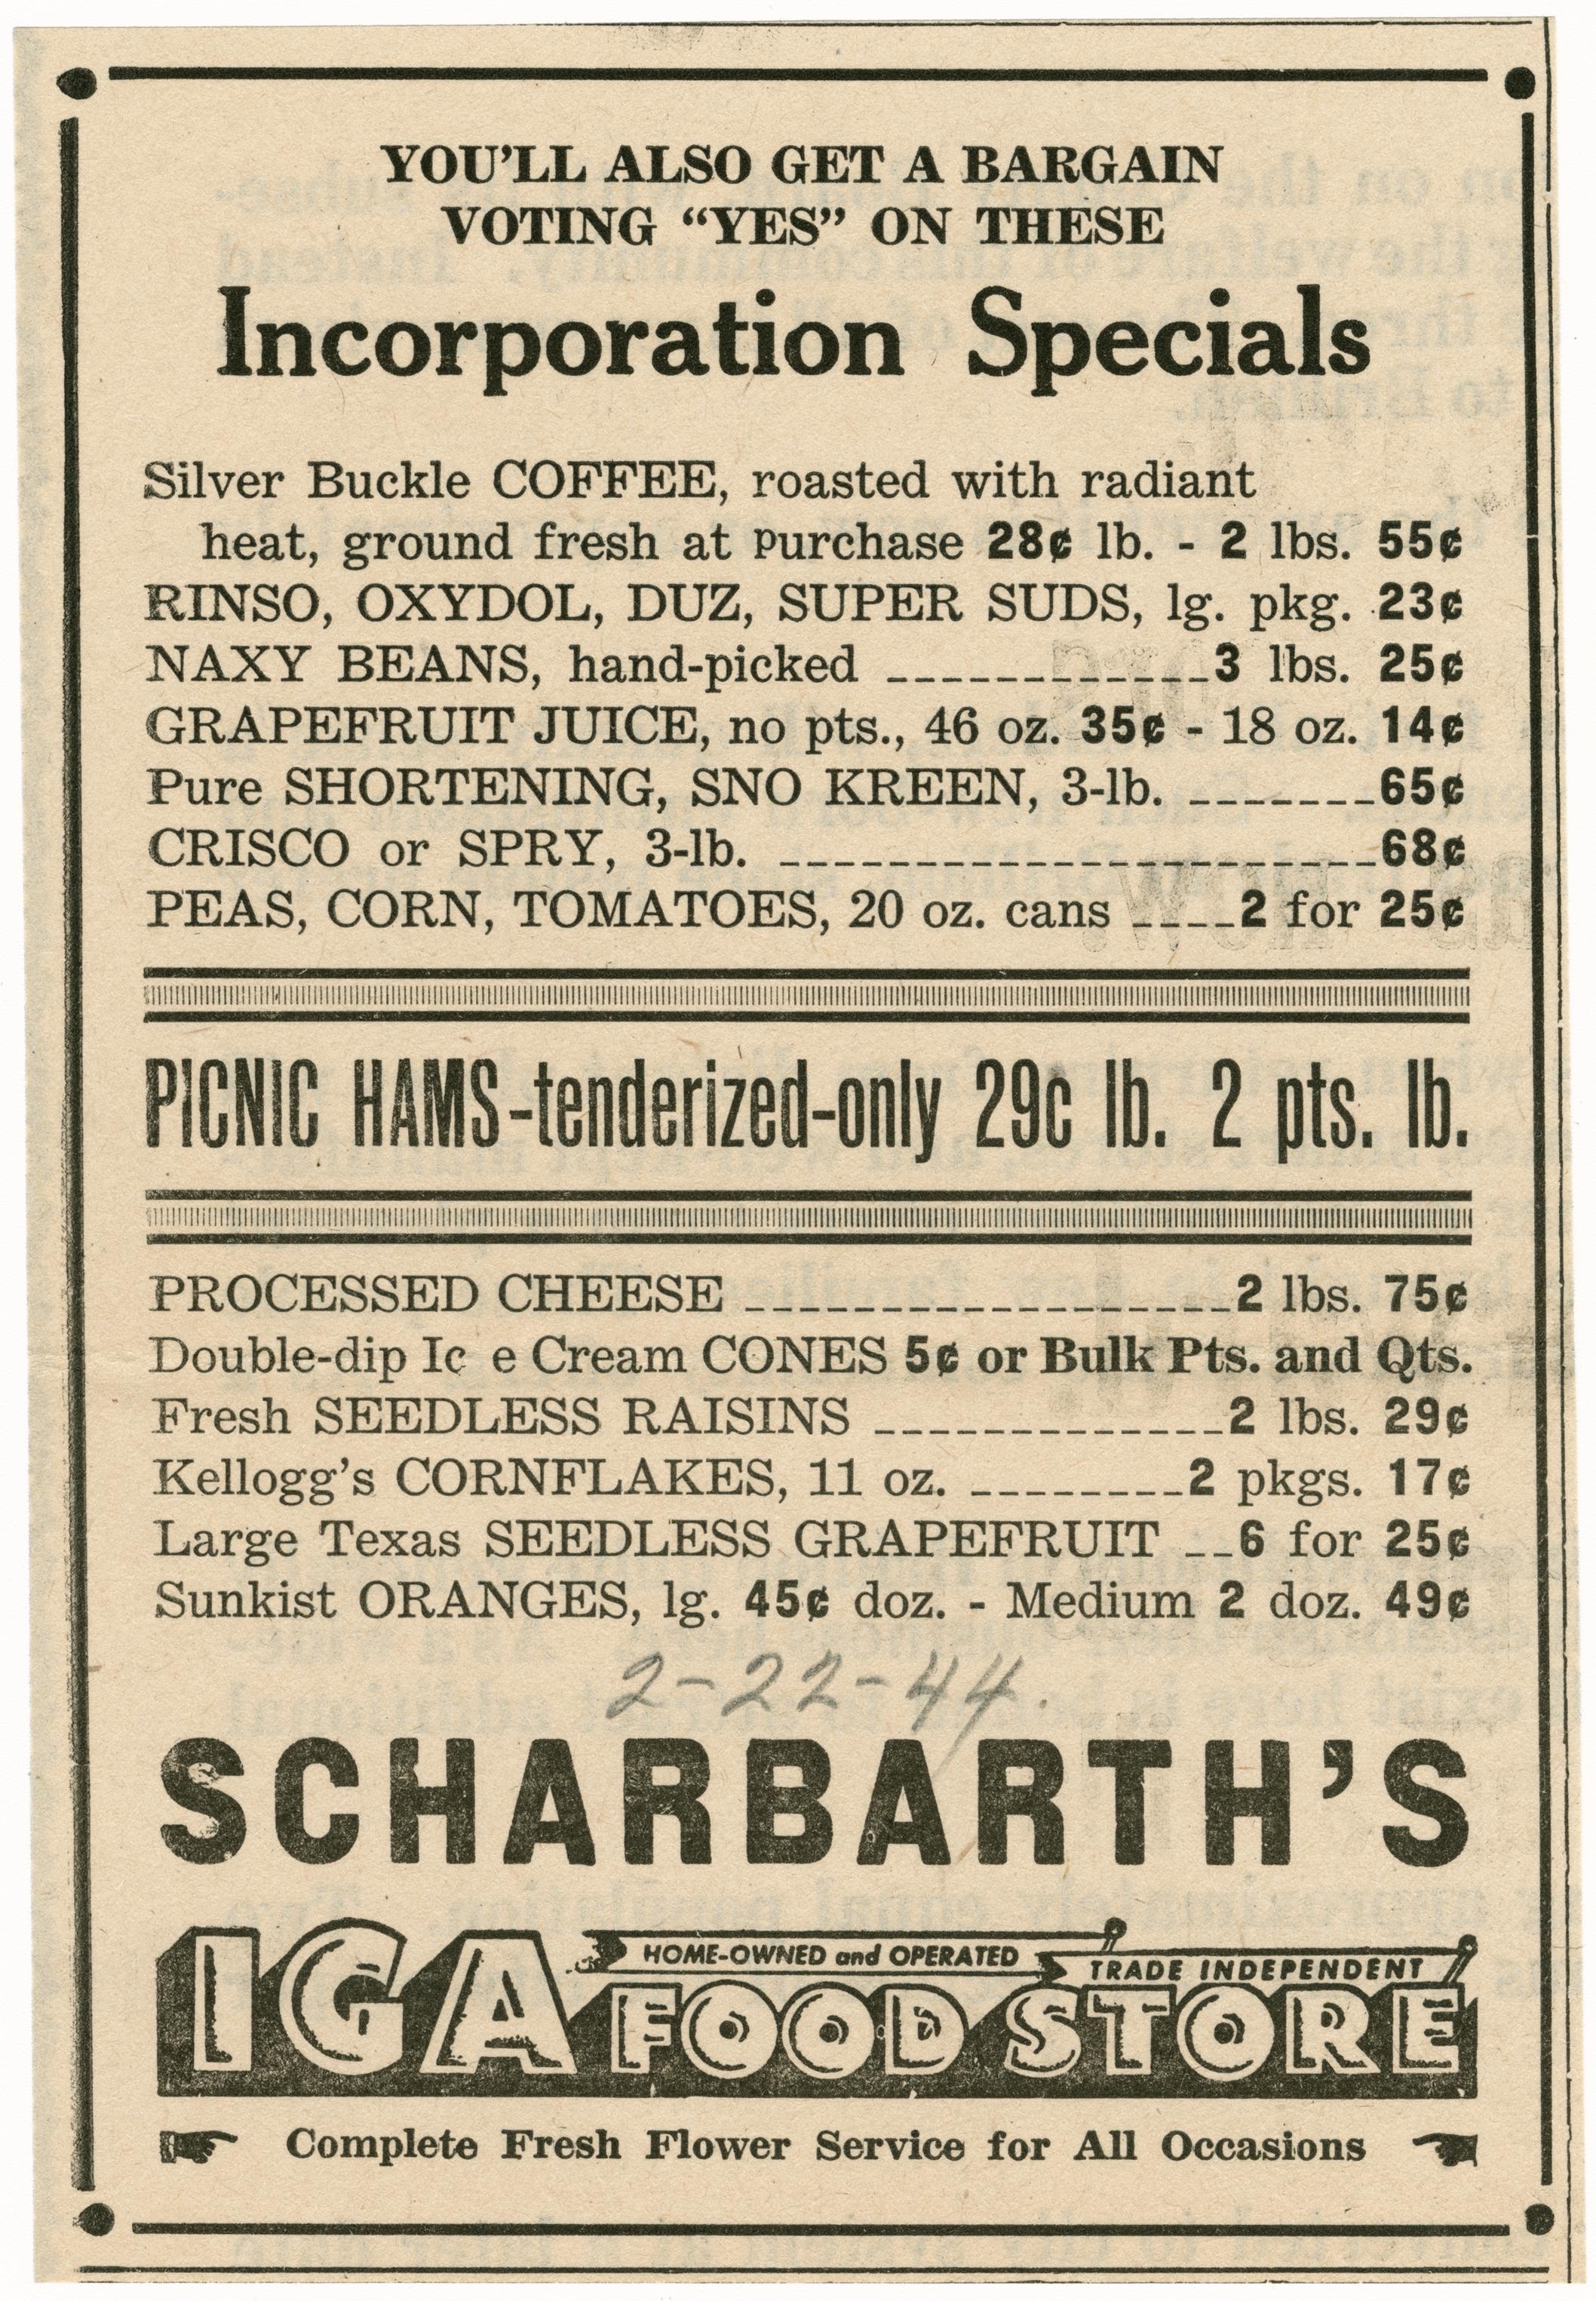 YOU'LL ALSO GET A BARGAIN
VOTING “YES” ON THESE
Incorporation Specials
Silver Buckle COFFEE, roasted with radiant
heat, ground fresh at purchase 28¢ lb. - 2 lbs. 55¢
RINSO, OXYDOL, DUZ, SUPER SUDS, lg. pkg. 23¢
NAXY BEANS, hand-picked ____________3 lbs. 25¢
GRAPEFRUIT JUICE, no pts., 46 oz. 35¢ - 18 oz. 14¢
Pure SHORTENING, SNO KREEN, 3-lb. _______65¢
CRISCO or SPRY, 3-lb. ______________________68¢
PEAS, CORN, TOMATOES, 20 oz. cans ____2 for 25¢
PICNIC HAMS-tenderized-only 29c lb. 2 pts. lb.
PROCESSED CHEESE __________________2 lbs. 75¢
Double-dip Ic e Cream CONES 5¢ or Bulk Pts. and Qts.
Fresh SEEDLESS RAISINS _____________2 lbs. 29¢
Kellogg's CORNFLAKES, 11 oz. ________2 pkgs. 17¢
Large Texas SEEDLESS GRAPEFRUIT __6 for 25¢
Sunkist ORANGES, lg. 45¢ doz. - Medium 2 doz. 49¢
2-22-44.
SCHARBARTH'S
HOME-OWNED and OPERATED
TRADE INDEPENDENT
IGA FOOD STORE
Complete Fresh Flower Service for All Occasions